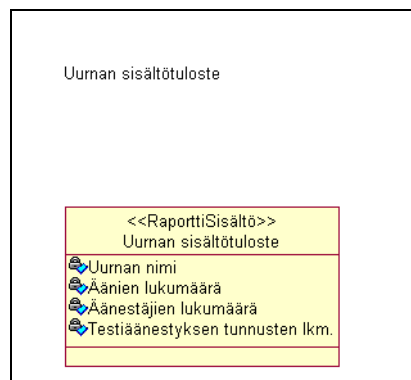 Uurnan sisältötuloste
<<RaporttiSisältö>>
Uurnan sisältötuloste
Uurnan nimi
Äänien lukumäärä
Äänestäjien lukumäärä
Testiäänestyksen tunnusten lkm.